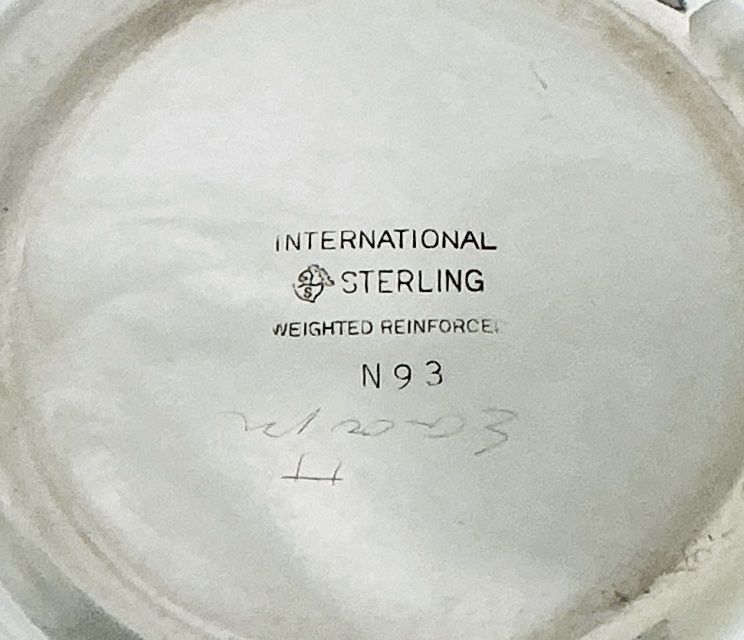 INTERNATIONAL
STERLING
WEIGHTED REINFORCE
N93